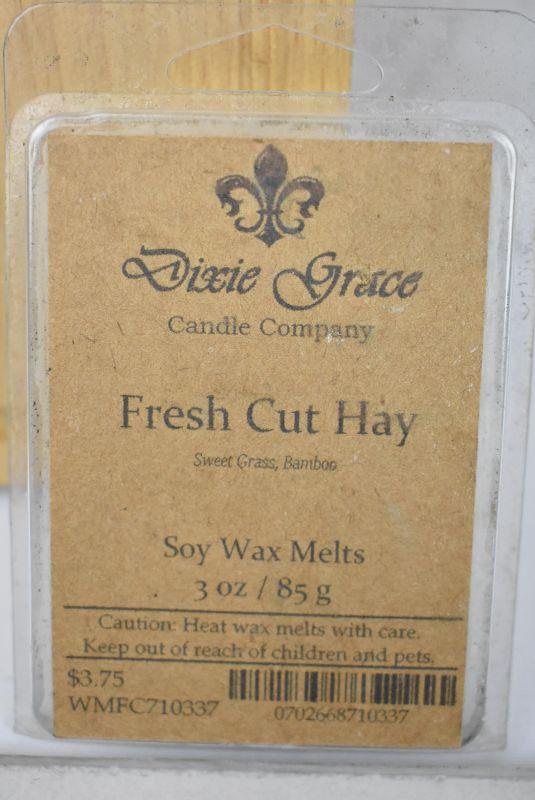 Dixie Grace
Candle Company
Fresh Cut Hay
Sweet Grass, Bamboo
Soy Wax Melts
3 oz / 85 g
Caution: Heat wax melts with care.
Keep out of reach of children and pets.
$3.75
WMFC710337
0702668710337